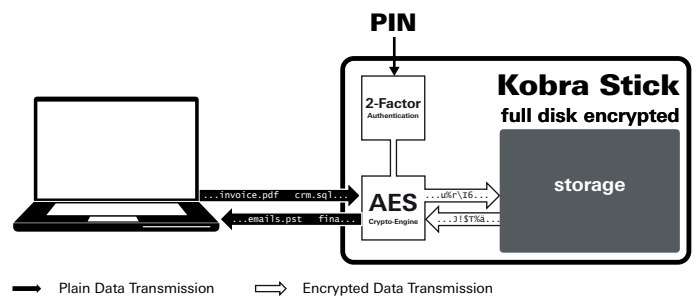 PIN
Kobra Stick
full disk encrypted
2-Factor
Authentication
storage
...invoice.pdf crm.sql...
AES
Crypto-Engine
...u%r\I6...
...emails.pst fina...
...J!$T%ä...
Plain Data Transmission
Encrypted Data Transmission